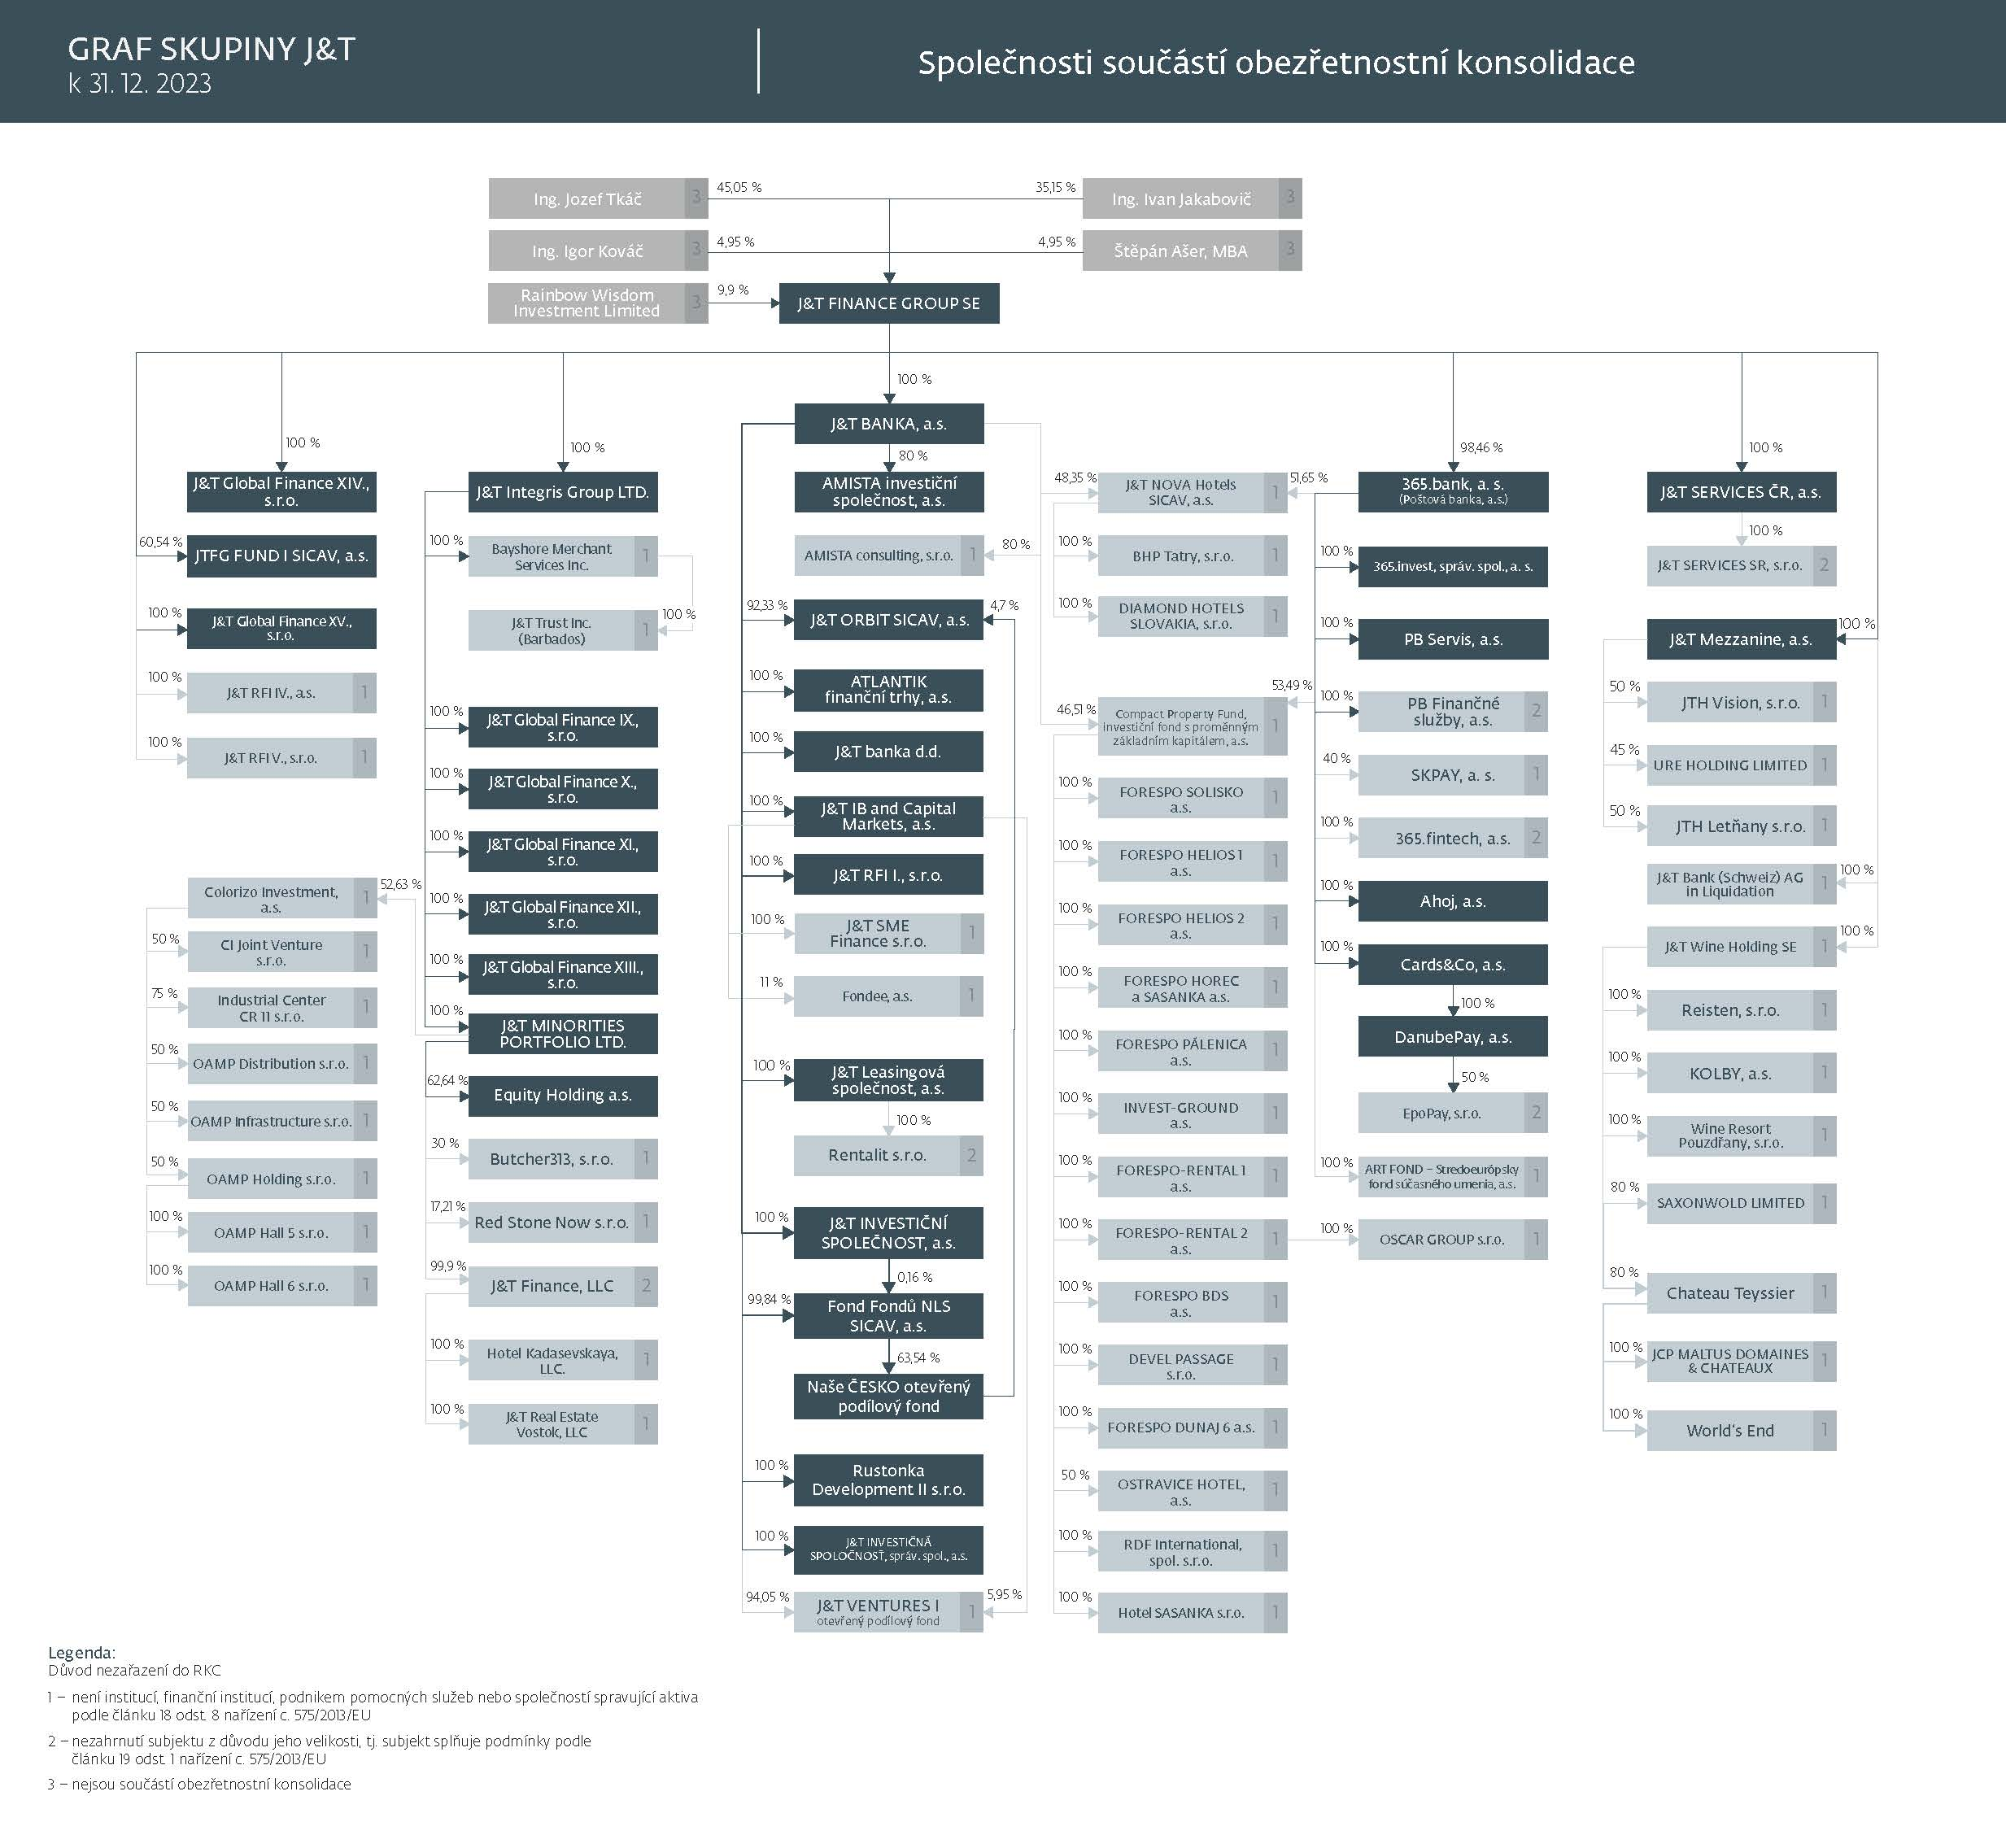 GRAF SKUPINY J&T
k 31. 12. 2023
Společnosti součástí obezřetnostní konsolidace
Ing. Jozef Tkáč 3
45,05 %
35,15 %
Ing. Ivan Jakabovič 3
Ing. Igor Kováč 3
4,95 %
4,95 %
Štěpán Ašer, MBA 3
Rainbow Wisdom
Investment Limited 3
9,9 %
J&T FINANCE GROUP SE
100 %
J&T Global Finance XIV.,
s.r.o.
60,54 %
JTFG FUND I SICAV, a.s.
100 %
J&T Global Finance XV.,
s.r.o.
100 %
J&T RFI IV., a.s. 1
100 %
J&T RFI V., s.r.o. 1
52,63 %
Colorizo Investment,
a.s. 1
50 %
CI Joint Venture
s.r.o. 1
75 %
Industrial Center
CR 11 s.r.o. 1
50 %
OAMP Distribution s.r.o. 1
50 %
OAMP Infrastructure s.r.o. 1
50 %
OAMP Holding s.r.o. 1
100 %
OAMP Hall 5 s.r.o. 1
100 %
OAMP Hall 6 s.r.o. 1
100 %
J&T Integris Group LTD.
100 %
Bayshore Merchant
Services Inc. 1
100 %
J&T Trust Inc.
(Barbados) 1
100 %
J&T Global Finance IX.,
s.r.o.
100 %
J&T Global Finance X.,
s.r.o.
100 %
J&T Global Finance XI.,
s.r.o.
100 %
J&T Global Finance XII.,
s.r.o.
100 %
J&T Global Finance XIII.,
s.r.o.
100 %
J&T MINORITIES
PORTFOLIO LTD.
62,64 %
Equity Holding a.s.
30 %
Butcher313, s.r.o. 1
17,21 %
Red Stone Now s.r.o. 1
99,9 %
J&T Finance, LLC 2
100 %
Hotel Kadasevskaya,
LLC. 1
100 %
J&T Real Estate
Vostok, LLC 1
100 %
J&T BANKA, a.s.
80 %
AMISTA investiční
společnost, a.s.
80 %
AMISTA consulting, s.r.o. 1
92,33 %
4,7 %
J&T ORBIT SICAV, a.s.
100 %
ATLANTIK
finanční trhy, a.s.
100 %
J&T banka d.d.
100 %
J&T IB and Capital
Markets, a.s.
100 %
J&T RFI I., s.r.o.
100 %
J&T SME
Finance s.r.o. 1
11 %
Fondee, a.s. 1
100 %
J&T Leasingová
společnost, a.s.
100 %
Rentalit s.r.o. 2
100 %
J&T INVESTIČNÍ
SPOLEČNOST, a.s.
0,16 %
99,84 %
Fond Fondů NLS
SICAV, a.s.
63,54 %
Naše ČESKO otevřený
podílový fond
100 %
Rustonka
Development II s.r.o.
100 %
J&T INVESTIČNÁ
SPOLOČNOSŤ, správ. spol., a.s.
94,05 %
5,95 %
J&T VENTURES I
otevřený podílový fond 1
48,35 %
51,65 %
J&T NOVA Hotels
SICAV, a.s. 1
100 %
BHP Tatry, s.r.o. 1
100 %
DIAMOND HOTELS
SLOVAKIA, s.r.o. 1
46,51 %
53,49 %
Compact Property Fund,
investiční fond s proměnným
základním kapitálem, a.s. 1
100 %
FORESPO SOLISKO
a.s. 1
100 %
FORESPO HELIOS 1
a.s. 1
100 %
FORESPO HELIOS 2
a.s. 1
100 %
FORESPO HOREC
a SASANKA a.s. 1
100 %
FORESPO PÁLENICA
a.s. 1
100 %
INVEST-GROUND
a.s. 1
100 %
FORESPO-RENTAL 1
a.s. 1
100 %
FORESPO-RENTAL 2
a.s. 1
100 %
FORESPO BDS
a.s. 1
100 %
DEVEL PASSAGE
s.r.o. 1
100 %
FORESPO DUNAJ 6 a.s. 1
50 %
OSTRAVICE HOTEL,
a.s. 1
100 %
RDF International,
spol. s.r.o. 1
100 %
Hotel SASANKA s.r.o. 1
98,46 %
365.bank, a. s.
(Poštová banka, a.s.)
100 %
365.invest, správ. spol., a. s.
100 %
PB Servis, a.s.
100 %
PB Finančné
služby, a.s. 2
40 %
SKPAY, a. s. 1
100 %
365.fintech, a.s. 2
100 %
Ahoj, a.s.
100 %
Cards&Co, a.s.
100 %
DanubePay, a.s.
50 %
EpoPay, s.r.o. 2
100 %
ART FOND – Stredoeurópsky
fond súčasného umenia, a.s. 1
100 %
OSCAR GROUP s.r.o. 1
100 %
J&T SERVICES ČR, a.s.
100 %
J&T SERVICES SR, s.r.o. 2
100 %
J&T Mezzanine, a.s.
50 %
JTH Vision, s.r.o. 1
45 %
URE HOLDING LIMITED 1
50 %
JTH Letňany s.r.o. 1
100 %
J&T Bank (Schweiz) AG
in Liquidation 1
100 %
J&T Wine Holding SE 1
100 %
Reisten, s.r.o. 1
100 %
KOLBY, a.s. 1
100 %
Wine Resort
Pouzdřany, s.r.o. 1
80 %
SAXONWOLD LIMITED 1
80 %
Chateau Teyssier 1
100 %
JCP MALTUS DOMAINES
& CHATEAUX 1
100 %
World's End 1
Legenda:
Důvod nezařazení do RKC
1 – není institucí, finanční institucí, podnikem pomocných služeb nebo společností spravující aktiva
podle článku 18 odst. 8 nařízení c. 575/2013/EU
2 – nezahrnutí subjektu z důvodu jeho velikosti, tj. subjekt splňuje podmínky podle
článku 19 odst. 1 nařízení c. 575/2013/EU
3 – nejsou součástí obezřetnostní konsolidace